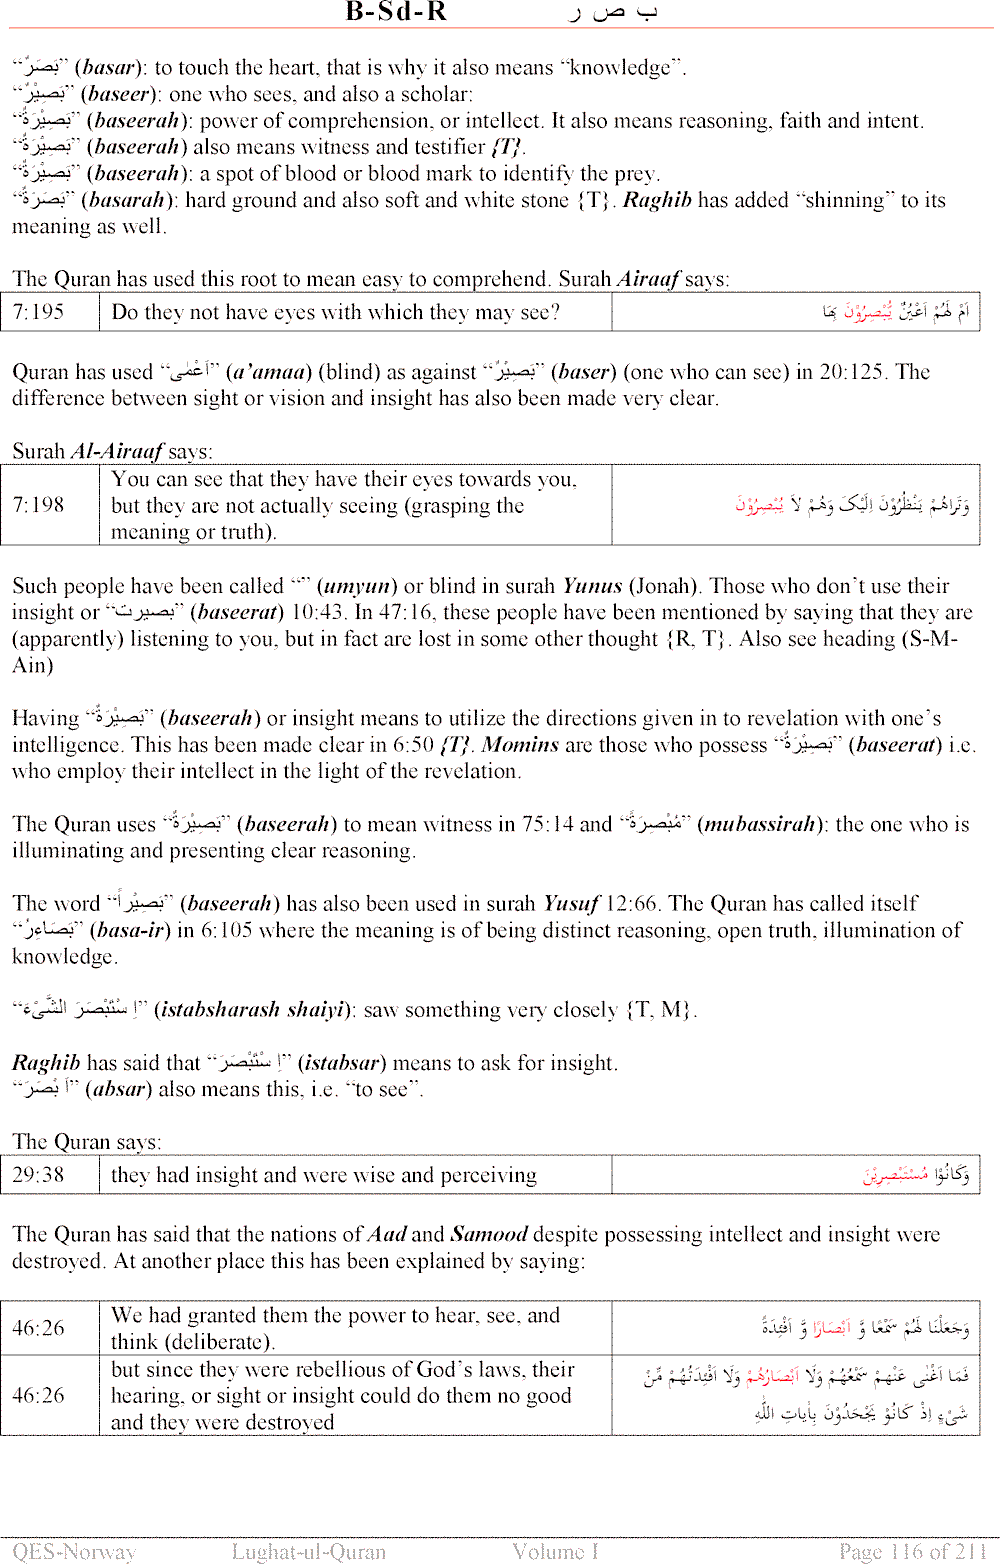 B-Sd-R ب ص ر
“بَصَرٌ” (basar): to touch the heart, that is why it also means “knowledge”.
“بَصِيْرٌ” (baseer): one who sees, and also a scholar:
“بَصِيْرَةٌ” (baseerah): power of comprehension, or intellect. It also means reasoning, faith and intent.
“بَصِيْرَةٌ” (baseerah) also means witness and testifier {T}.
“بَصِيْرَةٌ” (baseerah): a spot of blood or blood mark to identify the prey.
“بَصَرَةٌ” (basarah): hard ground and also soft and white stone {T}. Raghib has added “shinning” to its
meaning as well.
The Quran has used this root to mean easy to comprehend. Surah Airaaf says:
7:195 Do they not have eyes with which they may see? اَمْ لَهُمْ اَعْيُنٌ يُّبْصِرُوْنَ بِهَا
Quran has used “اَعْمٰى” (a’amaa) (blind) as against “بَصِيْرٌ” (baser) (one who can see) in 20:125. The
difference between sight or vision and insight has also been made very clear.
Surah Al-Airaaf says:
7:198 You can see that they have their eyes towards you,
but they are not actually seeing (grasping the
meaning or truth).
وَتَرَاهُمْ يَنْظُرُوْنَ اِلَيْکَ وَهُمْ لَا يُبْصِرُوْنَ
Such people have been called “” (umyun) or blind in surah Yunus (Jonah). Those who don’t use their
insight or “بصیرت” (baseerat) 10:43. In 47:16, these people have been mentioned by saying that they are
(apparently) listening to you, but in fact are lost in some other thought {R, T}. Also see heading (S-M-
Ain)
Having “بَصِيْرَةٌ” (baseerah) or insight means to utilize the directions given in to revelation with one’s
intelligence. This has been made clear in 6:50 {T}. Momins are those who possess “بَصِيْرَةٌ” (baseerat) i.e.
who employ their intellect in the light of the revelation.
The Quran uses “بَصِيْرَةٌ” (baseerah) to mean witness in 75:14 and “مُبْصِرَةً” (mubassirah): the one who is
illuminating and presenting clear reasoning.
The word “بَصِيْراً” (baseerah) has also been used in surah Yusuf 12:66. The Quran has called itself
“بَصَاءِرُ” (basa-ir) in 6:105 where the meaning is of being distinct reasoning, open truth, illumination of
knowledge.
“اِ سْتَبْصَرَ الشَّىْءَ” (istabsharash shaiyi): saw something very closely {T, M}.
Raghib has said that “اِ سْتَبْصَرَ” (istabsar) means to ask for insight.
“اَ بْصَرَ” (absar) also means this, i.e. “to see”.
The Quran says:
29:38 they had insight and were wise and perceiving وَكَانُوْا مُسْتَبْصِرِيْنَ
The Quran has said that the nations of Aad and Samood despite possessing intellect and insight were
destroyed. At another place this has been explained by saying:
46:26 We had granted them the power to hear, see, and
think (deliberate).
وَجَعَلْنَا لَهُمْ سَمْعًا وَّ اَبْصَارًا وَّ اَفْئِدَةً
46:26 but since they were rebellious of God’s laws, their
hearing, or sight or insight could do them no good
and they were destroyed
فَمَا اَغْنٰى عَنْهُمْ سَمْعُهُمْ وَلَا اَبْصَارُهُمْ وَلَا اَفْئِدَتُهُمْ مِّنْ
شَىْءٍ اِذْ كَانُوْ يَجْحَدُوْنَ بِاٰيَاتِ اللّٰهِ
QES-Norway Lughat-ul-Quran Volume I Page 116 of 211